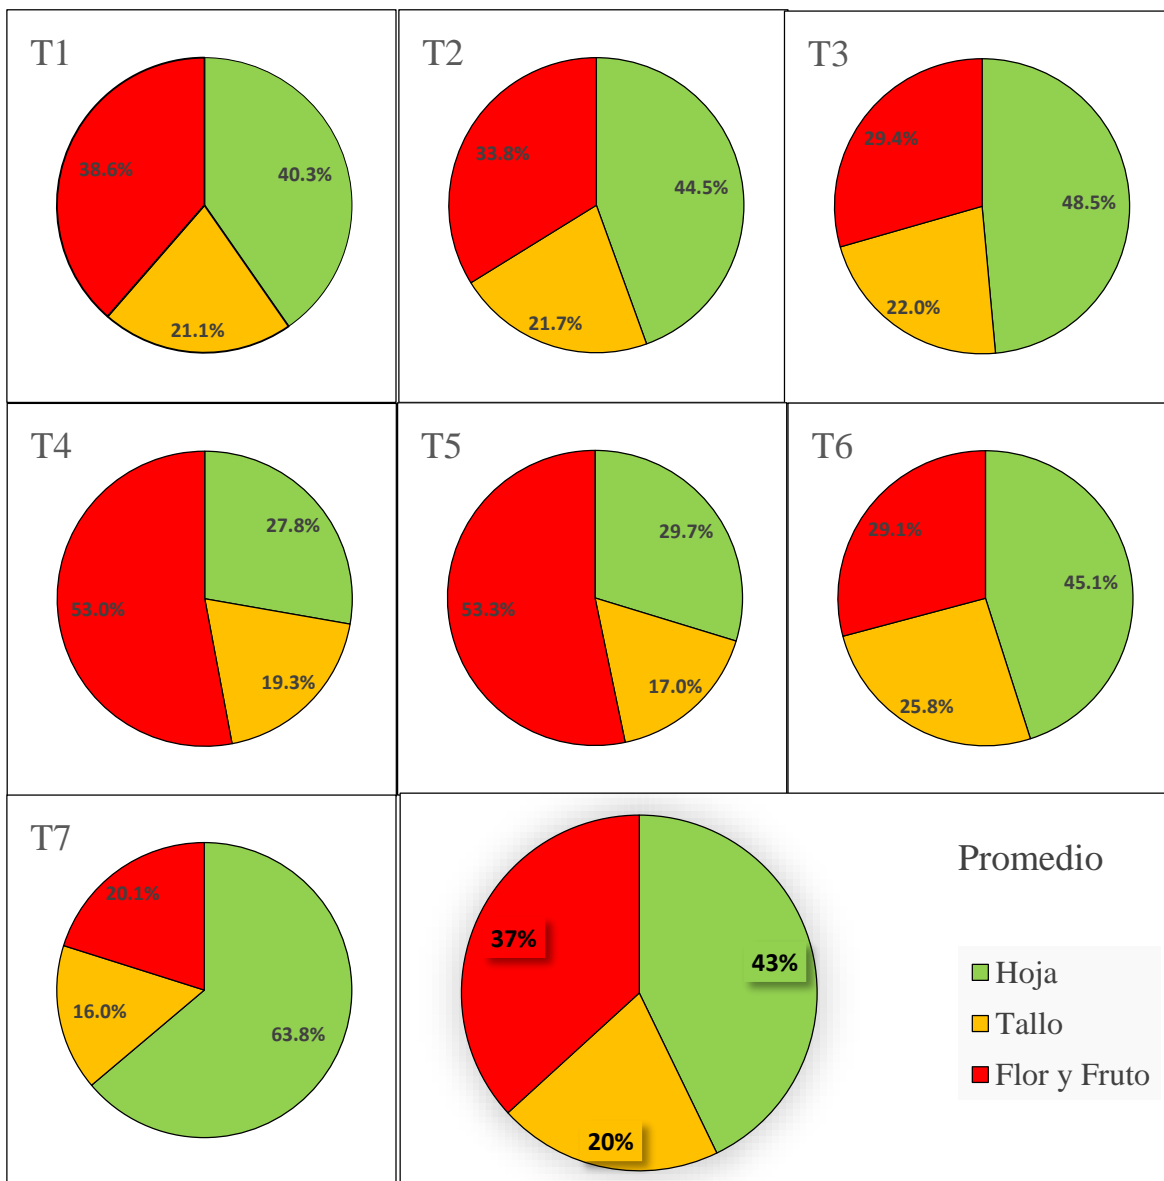 T1
38.6%
40.3%
21.1%
T2
33.8%
44.5%
21.7%
T3
29.4%
48.5%
22.0%
T4
27.8%
53.0%
19.3%
T5
29.7%
53.3%
17.0%
T6
29.1%
45.1%
25.8%
T7
20.1%
16.0%
63.8%
Promedio
37%
43%
20%
Hoja
Tallo
Flor y Fruto